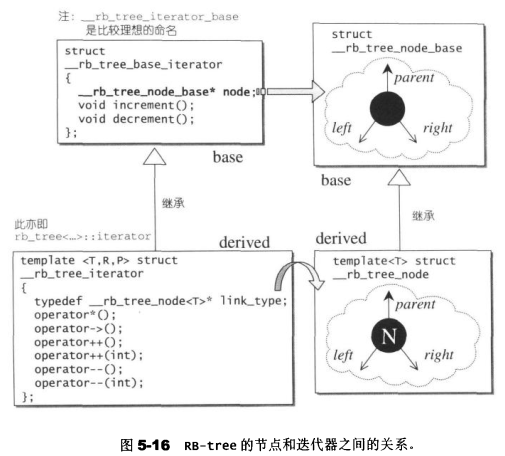 注: __rb_tree_iterator_base
是比较理想的命名
struct
__rb_tree_base_iterator
{
__rb_tree_node_base* node;
void increment();
void decrement();
};
base
struct
__rb_tree_node_base
parent
left
right
base
继承
继承
此亦即
rb_tree<…>::iterator
derived
derived
template <T,R,P> struct
__rb_tree_iterator
{
typedef __rb_tree_node<T>* link_type;
operator*();
operator->();
operator++();
operator++(int);
operator--();
operator--(int);
};
template<T> struct
__rb_tree_node
parent
N
left
right
图 5-16 RB-tree 的节点和迭代器之间的关系。